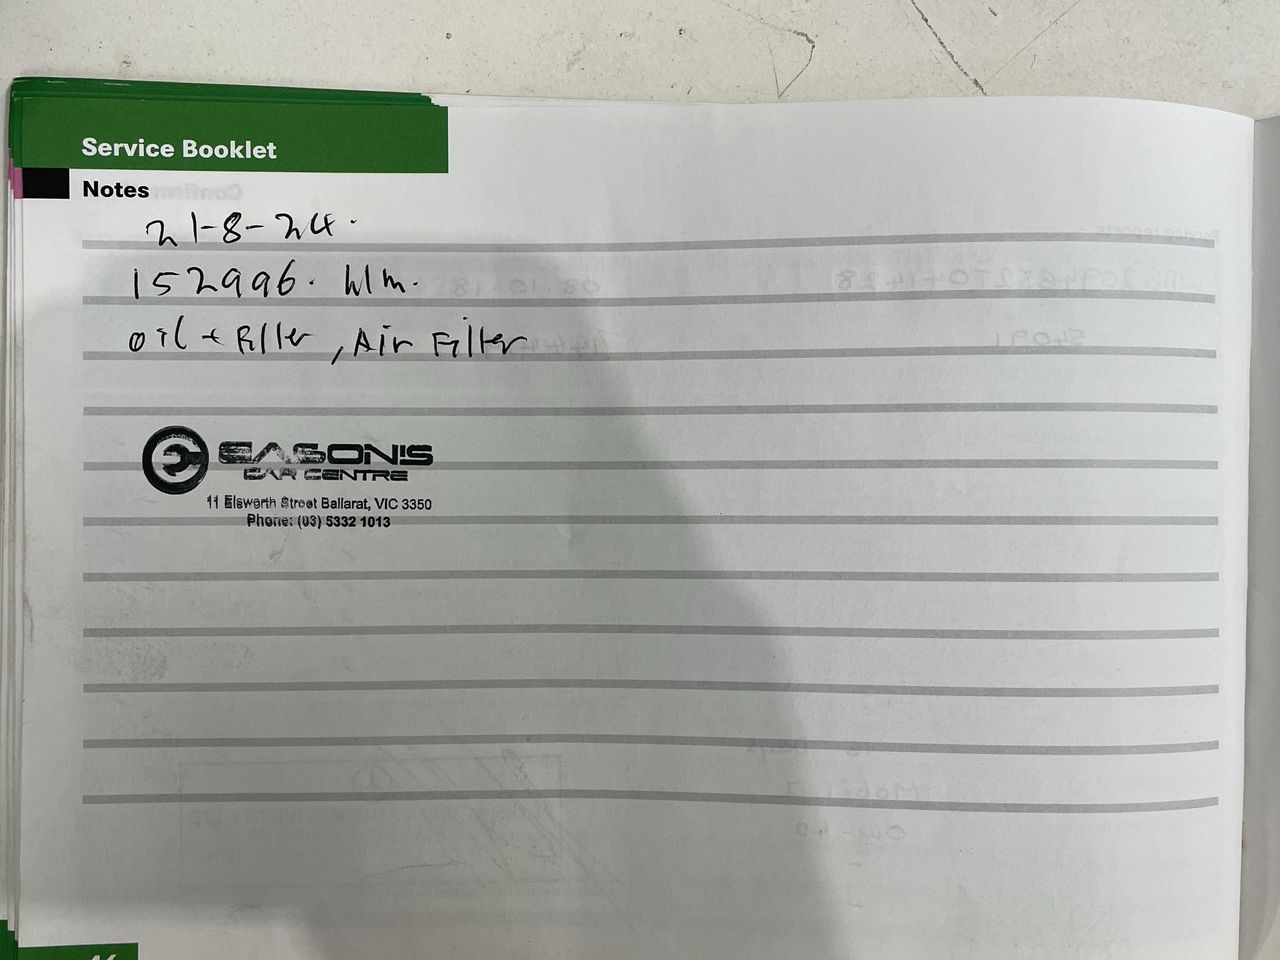 Service Booklet
Notes
21-8-24.
152996. klm.
oil + Filter, Air Filter
EASON'S
CAR CENTRE
11 Elsworth Street Ballarat, VIC 3350
Phone: (03) 5332 1013